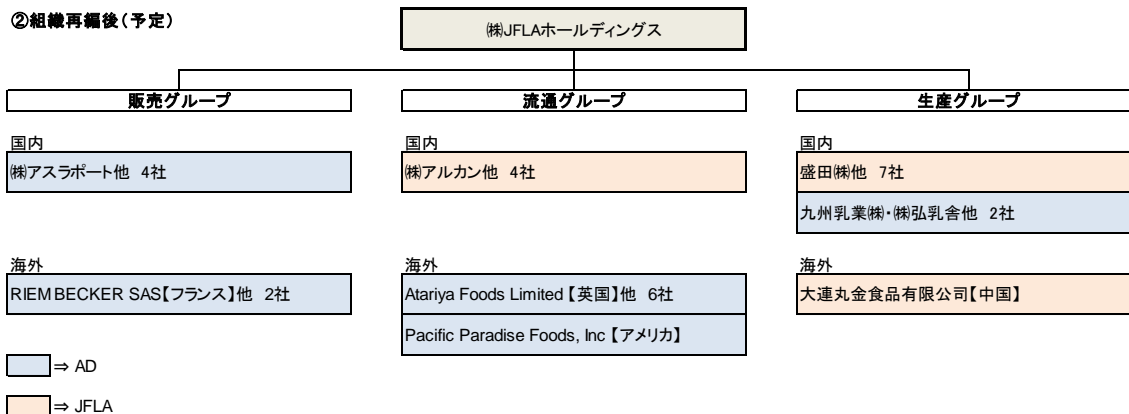 ②組織再編後(予定)
㈱JFLAホールディングス
販売グループ
流通グループ
生産グループ
国内
国内
国内
㈱アスラポート他 4社
㈱アルカン他 4社
盛田㈱他 7社
九州乳業㈱・㈱弘乳舎他 2社
海外
海外
海外
RIEM BECKER SAS【フランス】他 2社
Atariya Foods Limited 【英国】他 6社
大連丸金食品有限公司【中国】
Pacific Paradise Foods, Inc 【アメリカ】
⇒ AD
⇒ JFLA